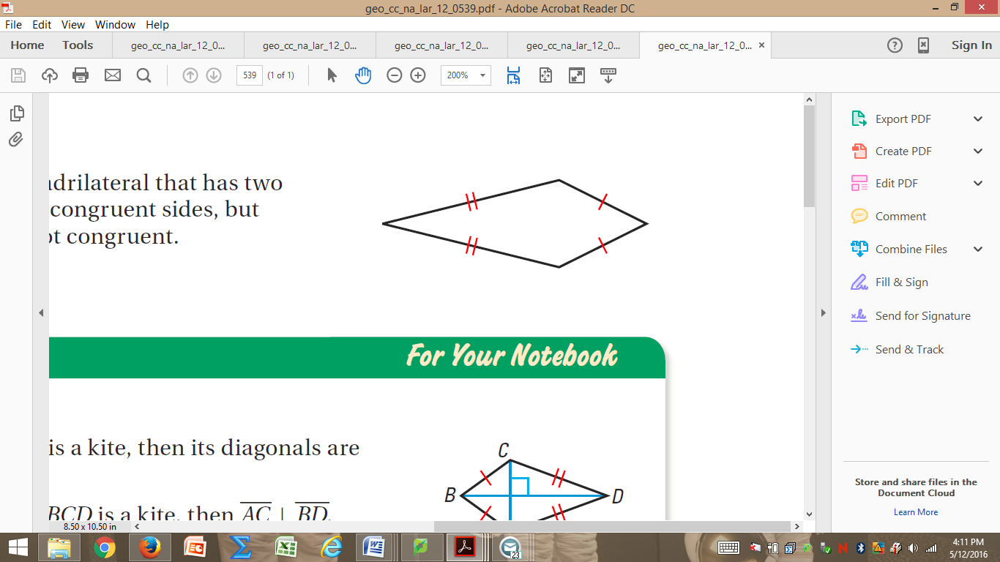 geo_cc_na_lar_12_0539.pdf - Adobe Acrobat Reader DC
File Edit View Window Help
Home Tools geo_cc_na_lar_12_0... geo_cc_na_lar_12_0... geo_cc_na_lar_12_0... geo_cc_na_lar_12_0... geo_cc_na_lar_12_0... × Sign In
539 (1 of 1) 200%
adrilateral that has two
congruent sides, but
ot congruent.
For Your Notebook
is a kite, then its diagonals are
C
B D
BCD is a kite, then AC ⊥ BD.
8.50 x 10.50 in
Export PDF
Create PDF
Edit PDF
Comment
Combine Files
Fill & Sign
Send for Signature
Send & Track
Store and share files in the
Document Cloud
Learn More
23
4:11 PM
5/12/2016